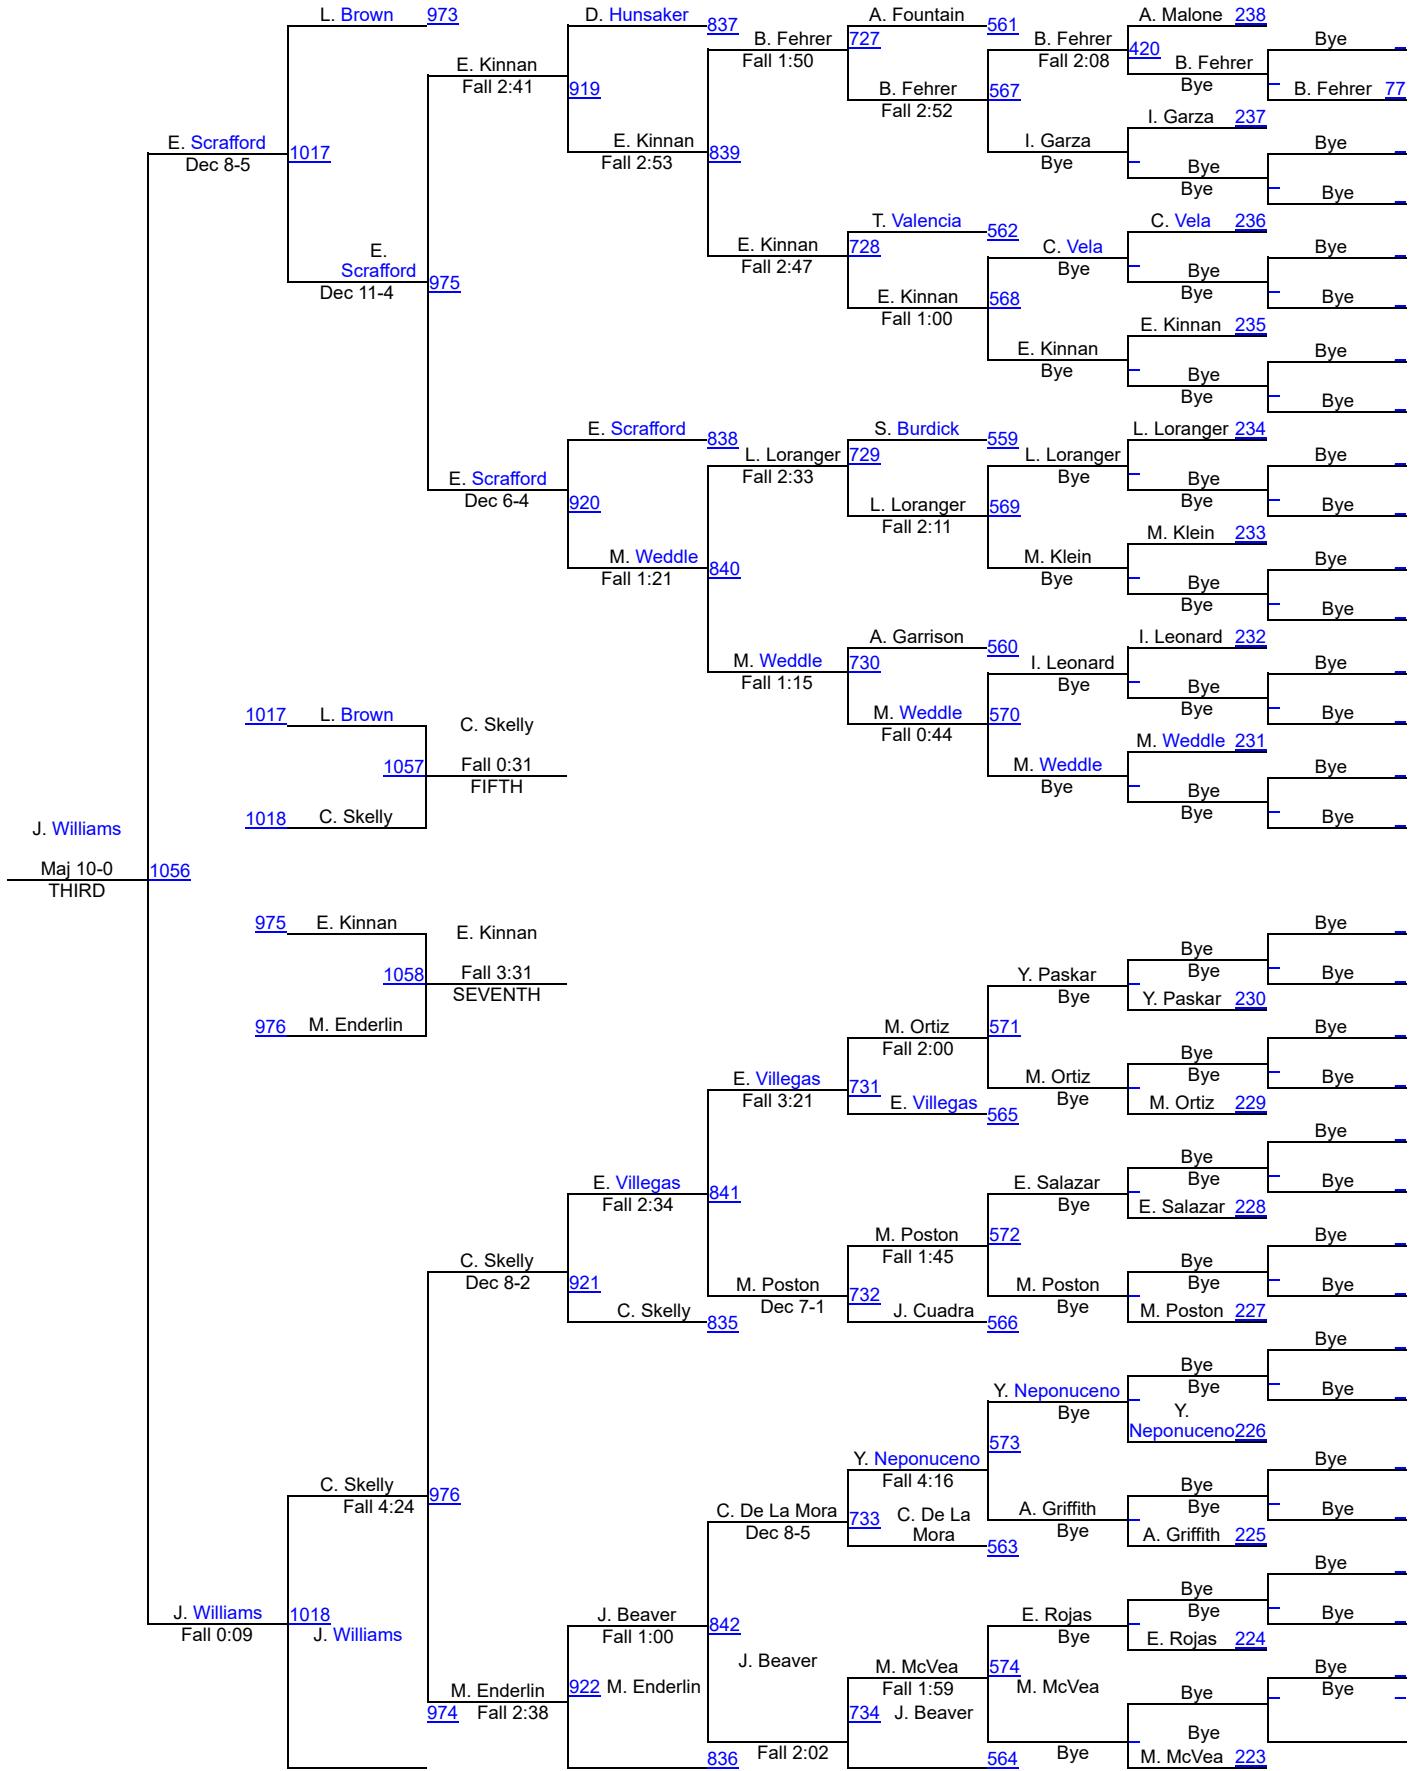 L. Brown 973
D. Hunsaker 837
A. Fountain 561
A. Malone 238
Bye
B. Fehrer 727
Fall 1:50
B. Fehrer 420
Fall 2:08
B. Fehrer
Bye
B. Fehrer 77
E. Kinnan
Fall 2:41
919
B. Fehrer 567
Fall 2:52
I. Garza 237
E. Scrafford 1017
Dec 8-5
E. Kinnan 839
Fall 2:53
I. Garza
Bye
Bye
Bye
Bye
Bye
T. Valencia 562
C. Vela 236
E.
Scrafford 975
Dec 11-4
E. Kinnan 728
Fall 2:47
C. Vela
Bye
Bye
Bye
Bye
Bye
E. Kinnan 568
Fall 1:00
E. Kinnan 235
E. Kinnan
Bye
Bye
Bye
Bye
Bye
E. Scrafford 838
S. Burdick 559
L. Loranger 234
L. Loranger 729
Fall 2:33
L. Loranger
Bye
Bye
Bye
Bye
Bye
E. Scrafford
Dec 6-4
920
L. Loranger 569
Fall 2:11
M. Klein 233
M. Weddle 840
Fall 1:21
M. Klein
Bye
Bye
Bye
Bye
Bye
A. Garrison 560
I. Leonard 232
M. Weddle 730
Fall 1:15
I. Leonard
Bye
Bye
Bye
Bye
Bye
1017 L. Brown
C. Skelly
M. Weddle 570
Fall 0:44
M. Weddle 231
1057 Fall 0:31
FIFTH
M. Weddle
Bye
Bye
Bye
Bye
Bye
1018 C. Skelly
J. Williams
Maj 10-0 1056
THIRD
975 E. Kinnan
E. Kinnan
Bye
Bye
Bye
Bye
1058 Fall 3:31
SEVENTH
Y. Paskar
Bye
Y. Paskar 230
976 M. Enderlin
M. Ortiz 571
Fall 2:00
Bye
Bye
Bye
Bye
E. Villegas 731
Fall 3:21
E. Villegas 565
M. Ortiz
Bye
M. Ortiz 229
Bye
Bye
Bye
Bye
E. Villegas 841
Fall 2:34
E. Salazar
Bye
E. Salazar 228
M. Poston 572
Fall 1:45
Bye
Bye
Bye
Bye
C. Skelly
Dec 8-2
921
M. Poston 732
Dec 7-1
M. Poston
Bye
C. Skelly 835
J. Cuadra 566
M. Poston 227
Bye
Bye
Bye
Bye
Y. Neponuceno
Bye
Y.
Neponuceno 226
573
Y. Neponuceno
Fall 4:16
Bye
Bye
Bye
Bye
C. Skelly 976
Fall 4:24
C. De La Mora 733
Dec 8-5
C. De La
Mora 563
A. Griffith
Bye
A. Griffith 225
Bye
Bye
Bye
Bye
J. Williams 1018
Fall 0:09
J. Williams
J. Beaver 842
Fall 1:00
E. Rojas
Bye
E. Rojas 224
J. Beaver
M. McVea 574
Fall 1:59
Bye
Bye
M. Enderlin
974 Fall 2:38
922 M. Enderlin
734 J. Beaver
M. McVea
Bye
Bye
836 Fall 2:02
564
Bye
M. McVea 223